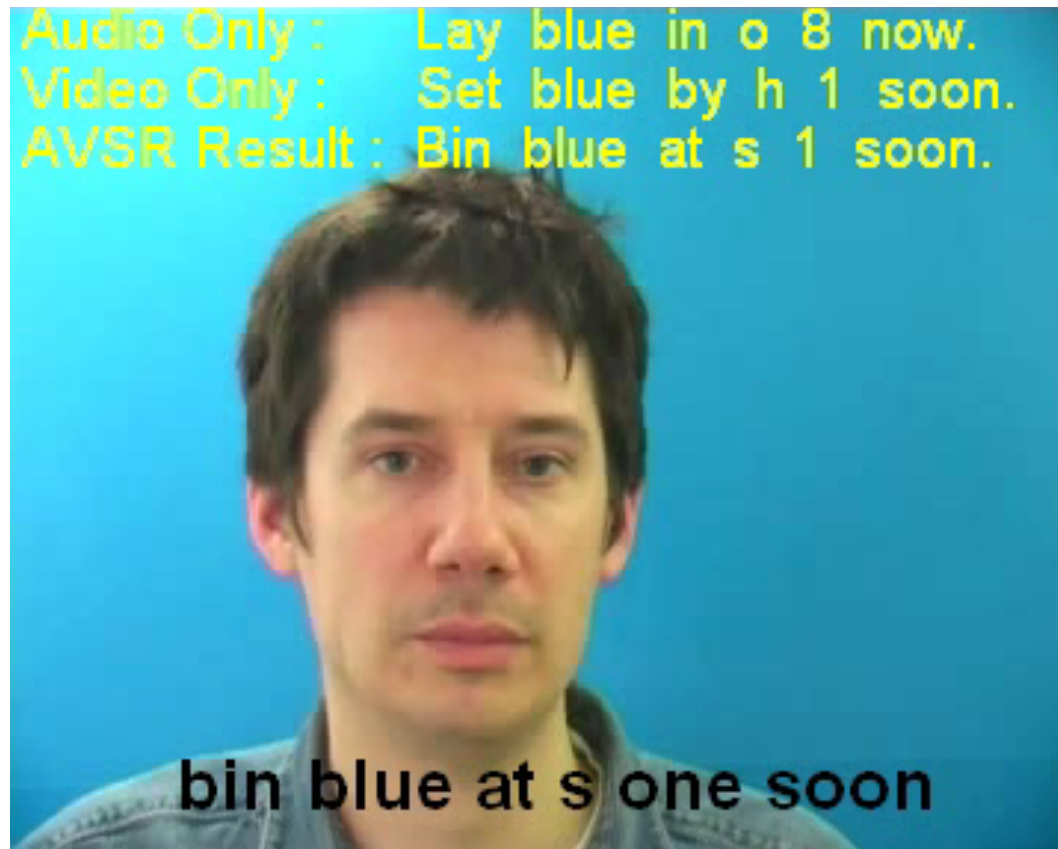 Audio Only : Lay blue in o 8 now.
Video Only : Set blue by h 1 soon.
AVSR Result : Bin blue at s 1 soon.
bin blue at s one soon